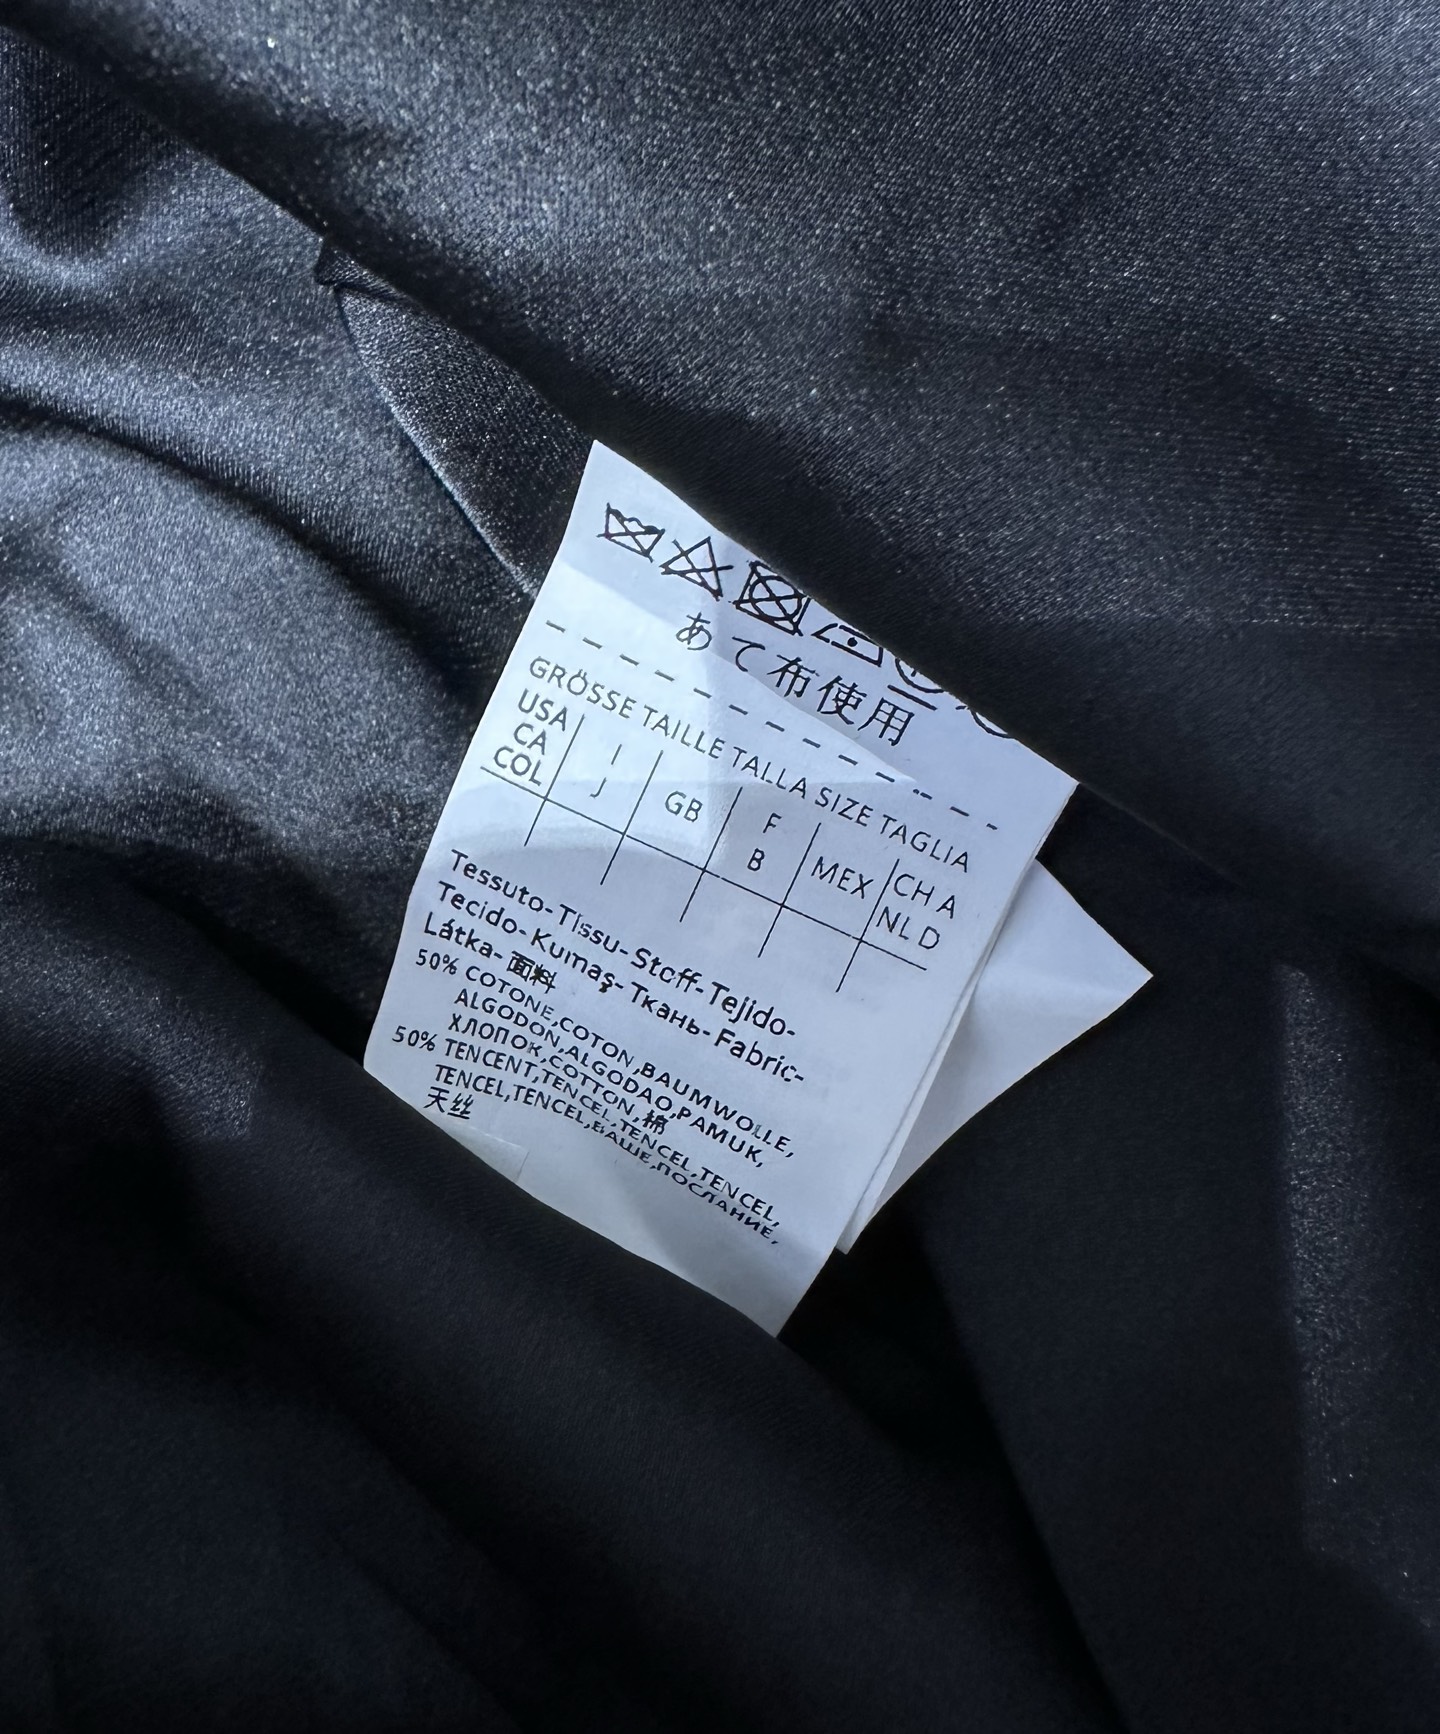 あて布使用
GRÖSSE TAILLE TALLA SIZE TAGLIA
USA CA COL
I J
GB
F B
MEX
CH A NL D
Tessuto-Tissu-Stoff-Tejido-
Tecido-Kumaş-Ткань-Fabric-
Látka-面料
50% COTONE,COTON,BAUMWOLLE,
ALGODON,ALGODAO,PAMUK,
ХЛОПОК,COTTON,棉
50% TENCENT,TENCEL,TENCEL,TENCEL,
TENCEL,TENCEL,ВАШЕ,ПОСЛАНИЕ,
天丝